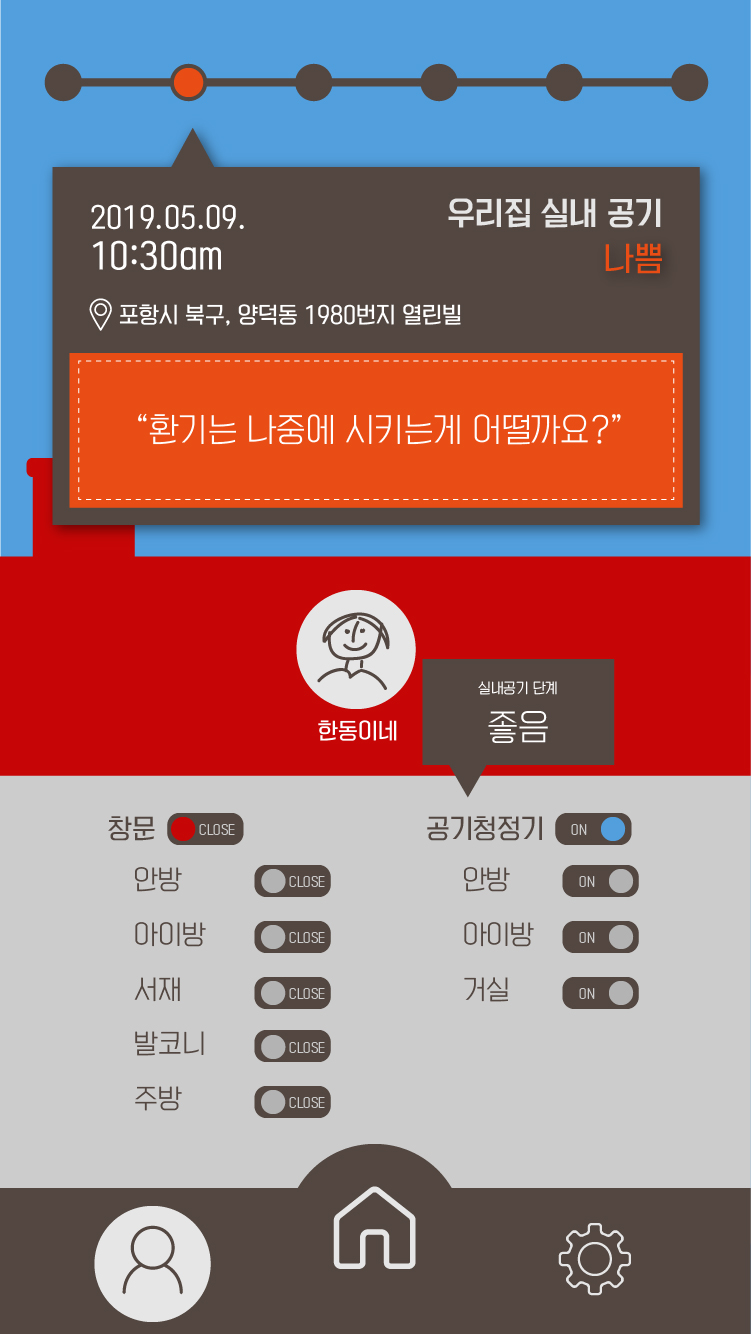 2019.05.09.
10:30am
우리집 실내 공기
나쁨
포항시 북구, 양덕동 1980번지 열린빌
“환기는 나중에 시키는게 어떨까요?”
한동이네
실내공기 단계
좋음
창문 CLOSE
안방 CLOSE
아이방 CLOSE
서재 CLOSE
발코니 CLOSE
주방 CLOSE
공기청정기 ON
안방 ON
아이방 ON
거실 ON